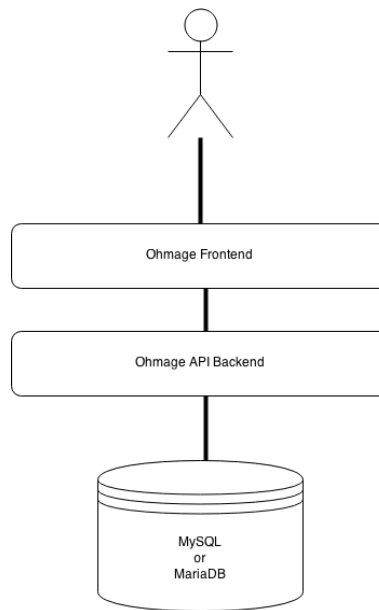 Ohmage Frontend
Ohmage API Backend
MySQL
or
MariaDB